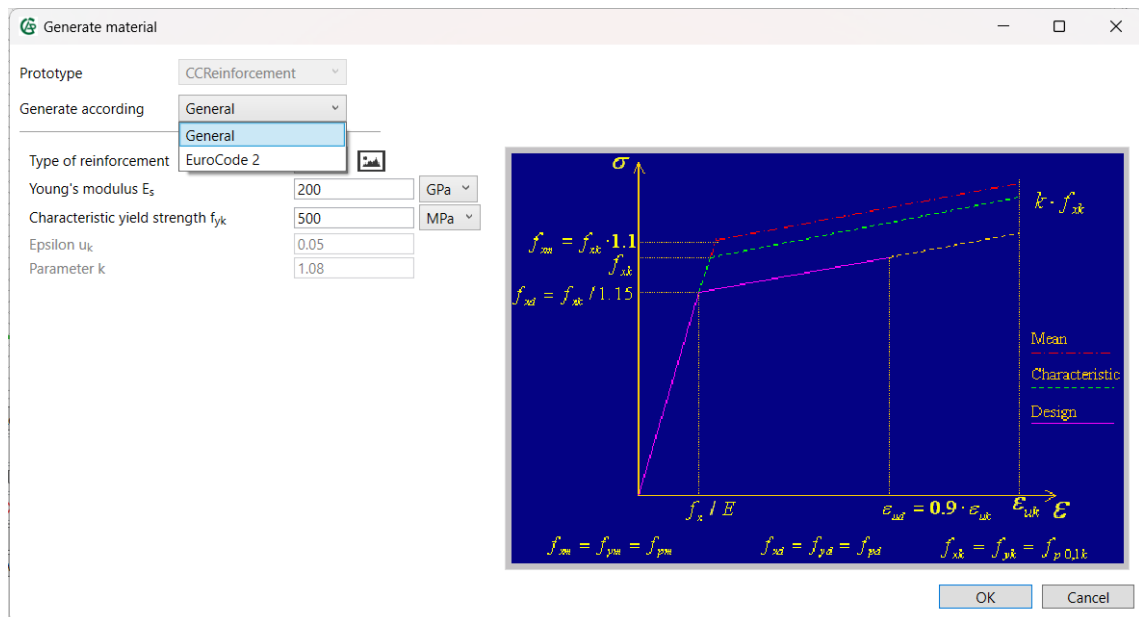 Generate material
Prototype CCReinforcement
Generate according General
General
EuroCode 2
Type of reinforcement
Young's modulus Es 200 GPa
Characteristic yield strength fyk 500 MPa
Epsilon uk 0.05
Parameter k 1.08
σ
k · fxk
fxm = fxk·1.1
fxk
fxd = fxk /1.15
Mean
Characteristic
Design
fx / E
εud = 0.9 · εuk
εuk
ε
fxm = fym = fpm
fxd = fyd = fpd
fxk = fyk = fp 0,1k
OK Cancel